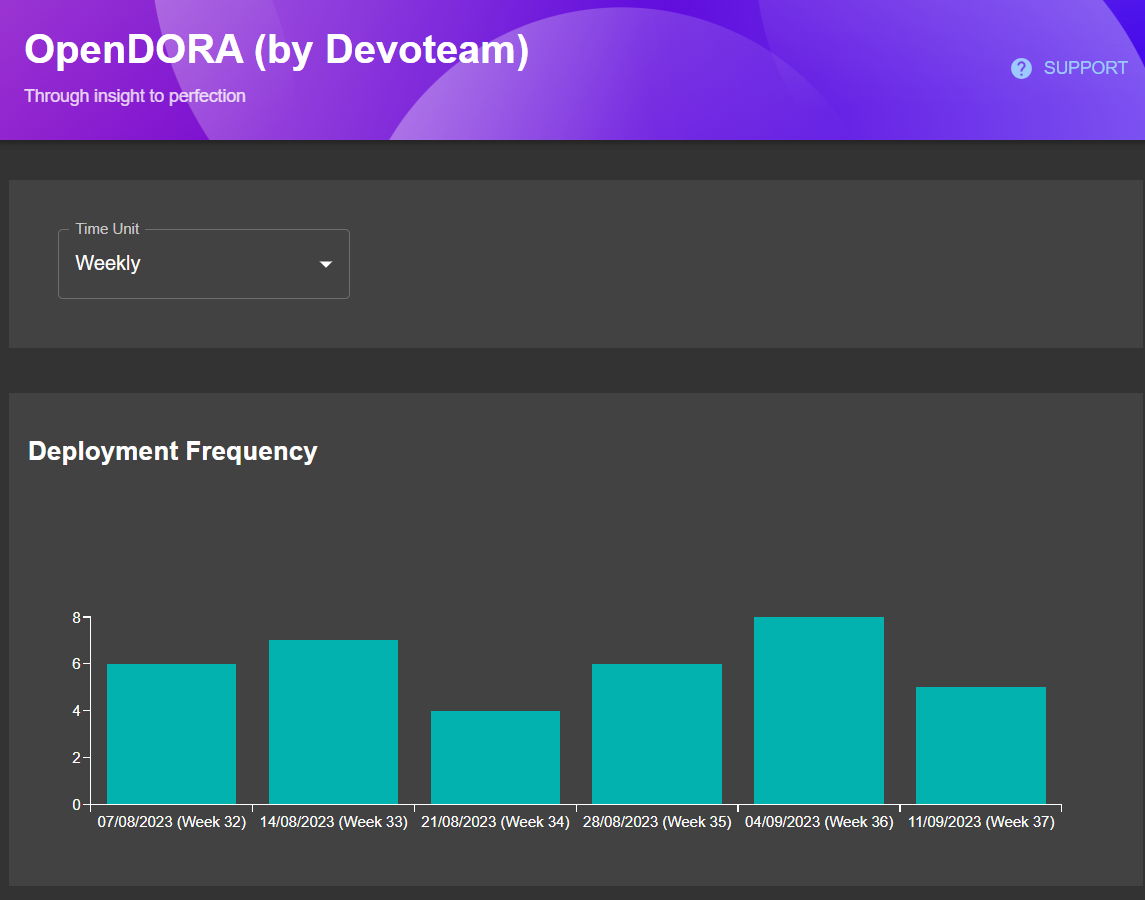 OpenDORA (by Devoteam)
Through insight to perfection
? SUPPORT
Time Unit
Weekly
Deployment Frequency
8
6
4
2
0
07/08/2023 (Week 32) 14/08/2023 (Week 33) 21/08/2023 (Week 34) 28/08/2023 (Week 35) 04/09/2023 (Week 36) 11/09/2023 (Week 37)